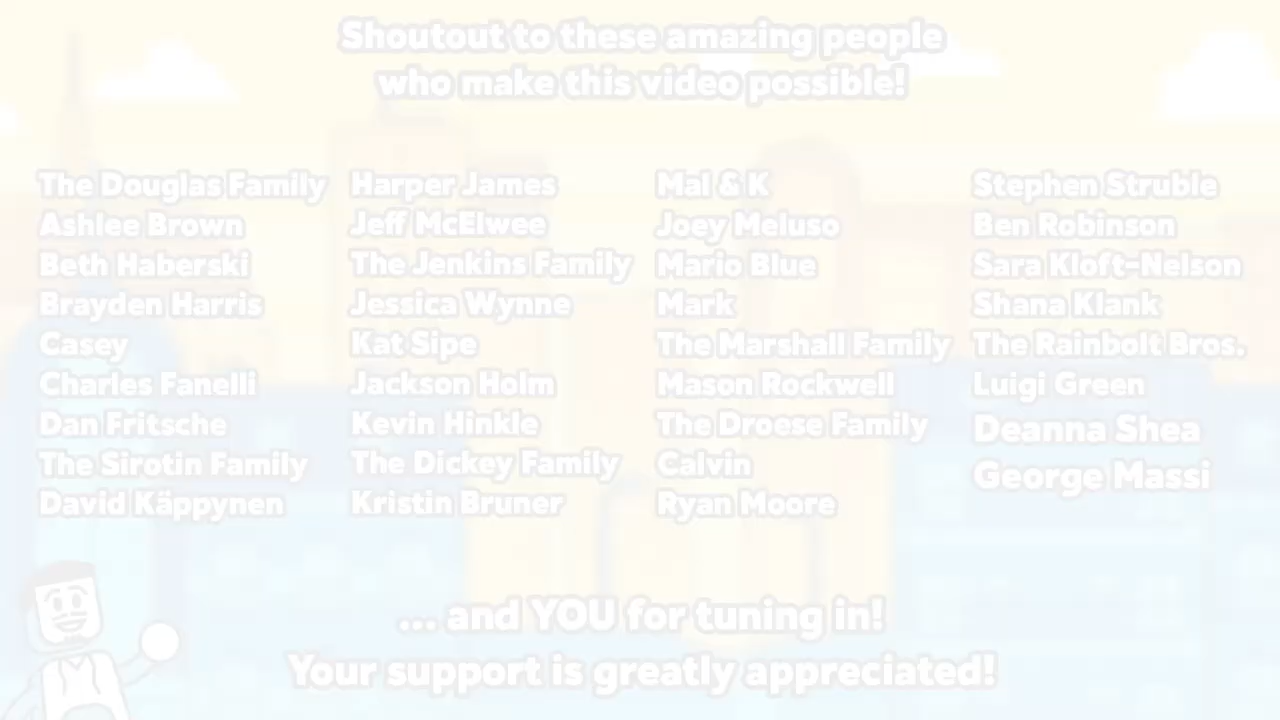 Shoutout to these amazing people
who make this video possible!
The Douglas Family
Ashlee Brown
Beth Haberski
Brayden Harris
Casey
Charles Fanelli
Dan Fritsche
The Sirotin Family
David Käppynen
Harper James
Jeff McElwee
The Jenkins Family
Jessica Wynne
Kat Sipe
Jackson Holm
Kevin Hinkle
The Dickey Family
Kristin Bruner
Mal & K
Joey Meluso
Mario Blue
Mark
The Marshall Family
Mason Rockwell
The Droese Family
Calvin
Ryan Moore
Stephen Struble
Ben Robinson
Sara Kloft-Nelson
Shana Klank
The Rainbolt Bros.
Luigi Green
Deanna Shea
George Massi
... and YOU for tuning in!
Your support is greatly appreciated!